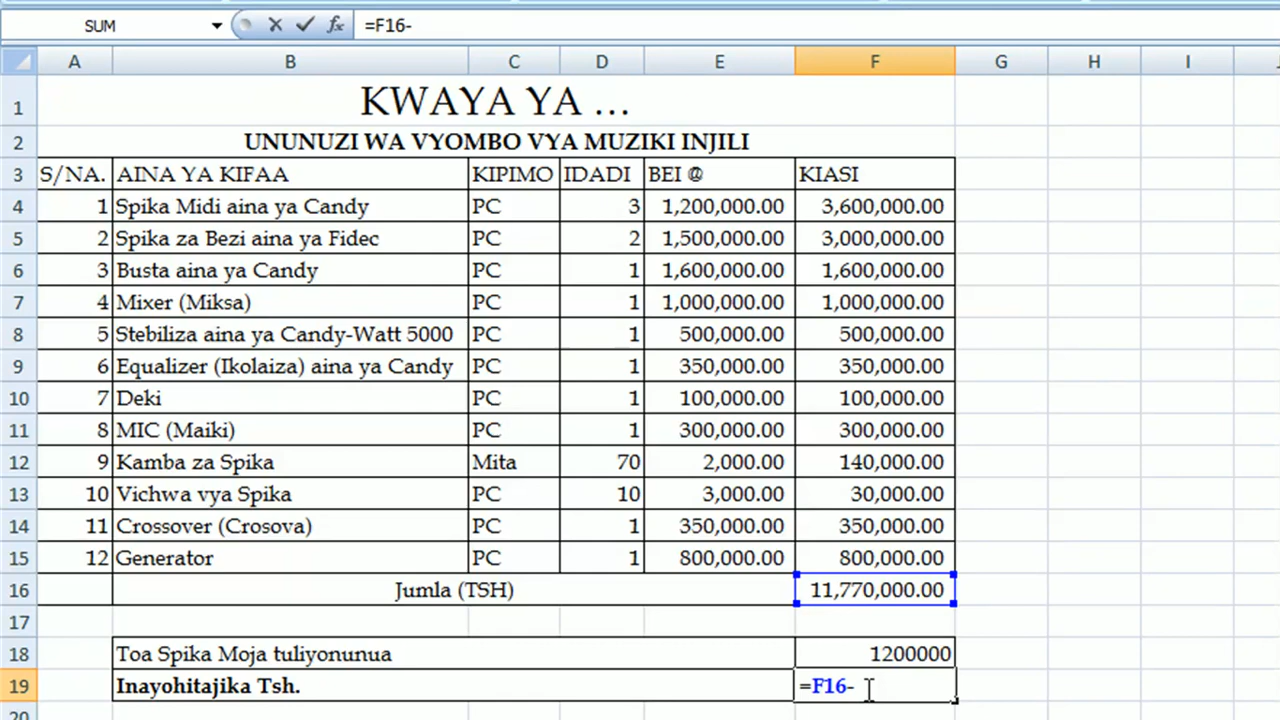 SUM fx =F16-
A B C D E F G H I
1 KWAYA YA ...
2 UNUNUZI WA VYOMBO VYA MUZIKI INJILI
3 S/NA. AINA YA KIFAA KIPIMO IDADI BEI @ KIASI
4 1 Spika Midi aina ya Candy PC 3 1,200,000.00 3,600,000.00
5 2 Spika za Bezi aina ya Fidec PC 2 1,500,000.00 3,000,000.00
6 3 Busta aina ya Candy PC 1 1,600,000.00 1,600,000.00
7 4 Mixer (Miksa) PC 1 1,000,000.00 1,000,000.00
8 5 Stebiliza aina ya Candy-Watt 5000 PC 1 500,000.00 500,000.00
9 6 Equalizer (Ikolaiza) aina ya Candy PC 1 350,000.00 350,000.00
10 7 Deki PC 1 100,000.00 100,000.00
11 8 MIC (Maiki) PC 1 300,000.00 300,000.00
12 9 Kamba za Spika Mita 70 2,000.00 140,000.00
13 10 Vichwa vya Spika PC 10 3,000.00 30,000.00
14 11 Crossover (Crosova) PC 1 350,000.00 350,000.00
15 12 Generator PC 1 800,000.00 800,000.00
16 Jumla (TSH) 11,770,000.00
17
18 Toa Spika Moja tuliyonunua 1200000
19 Inayohitajika Tsh. =F16-
20